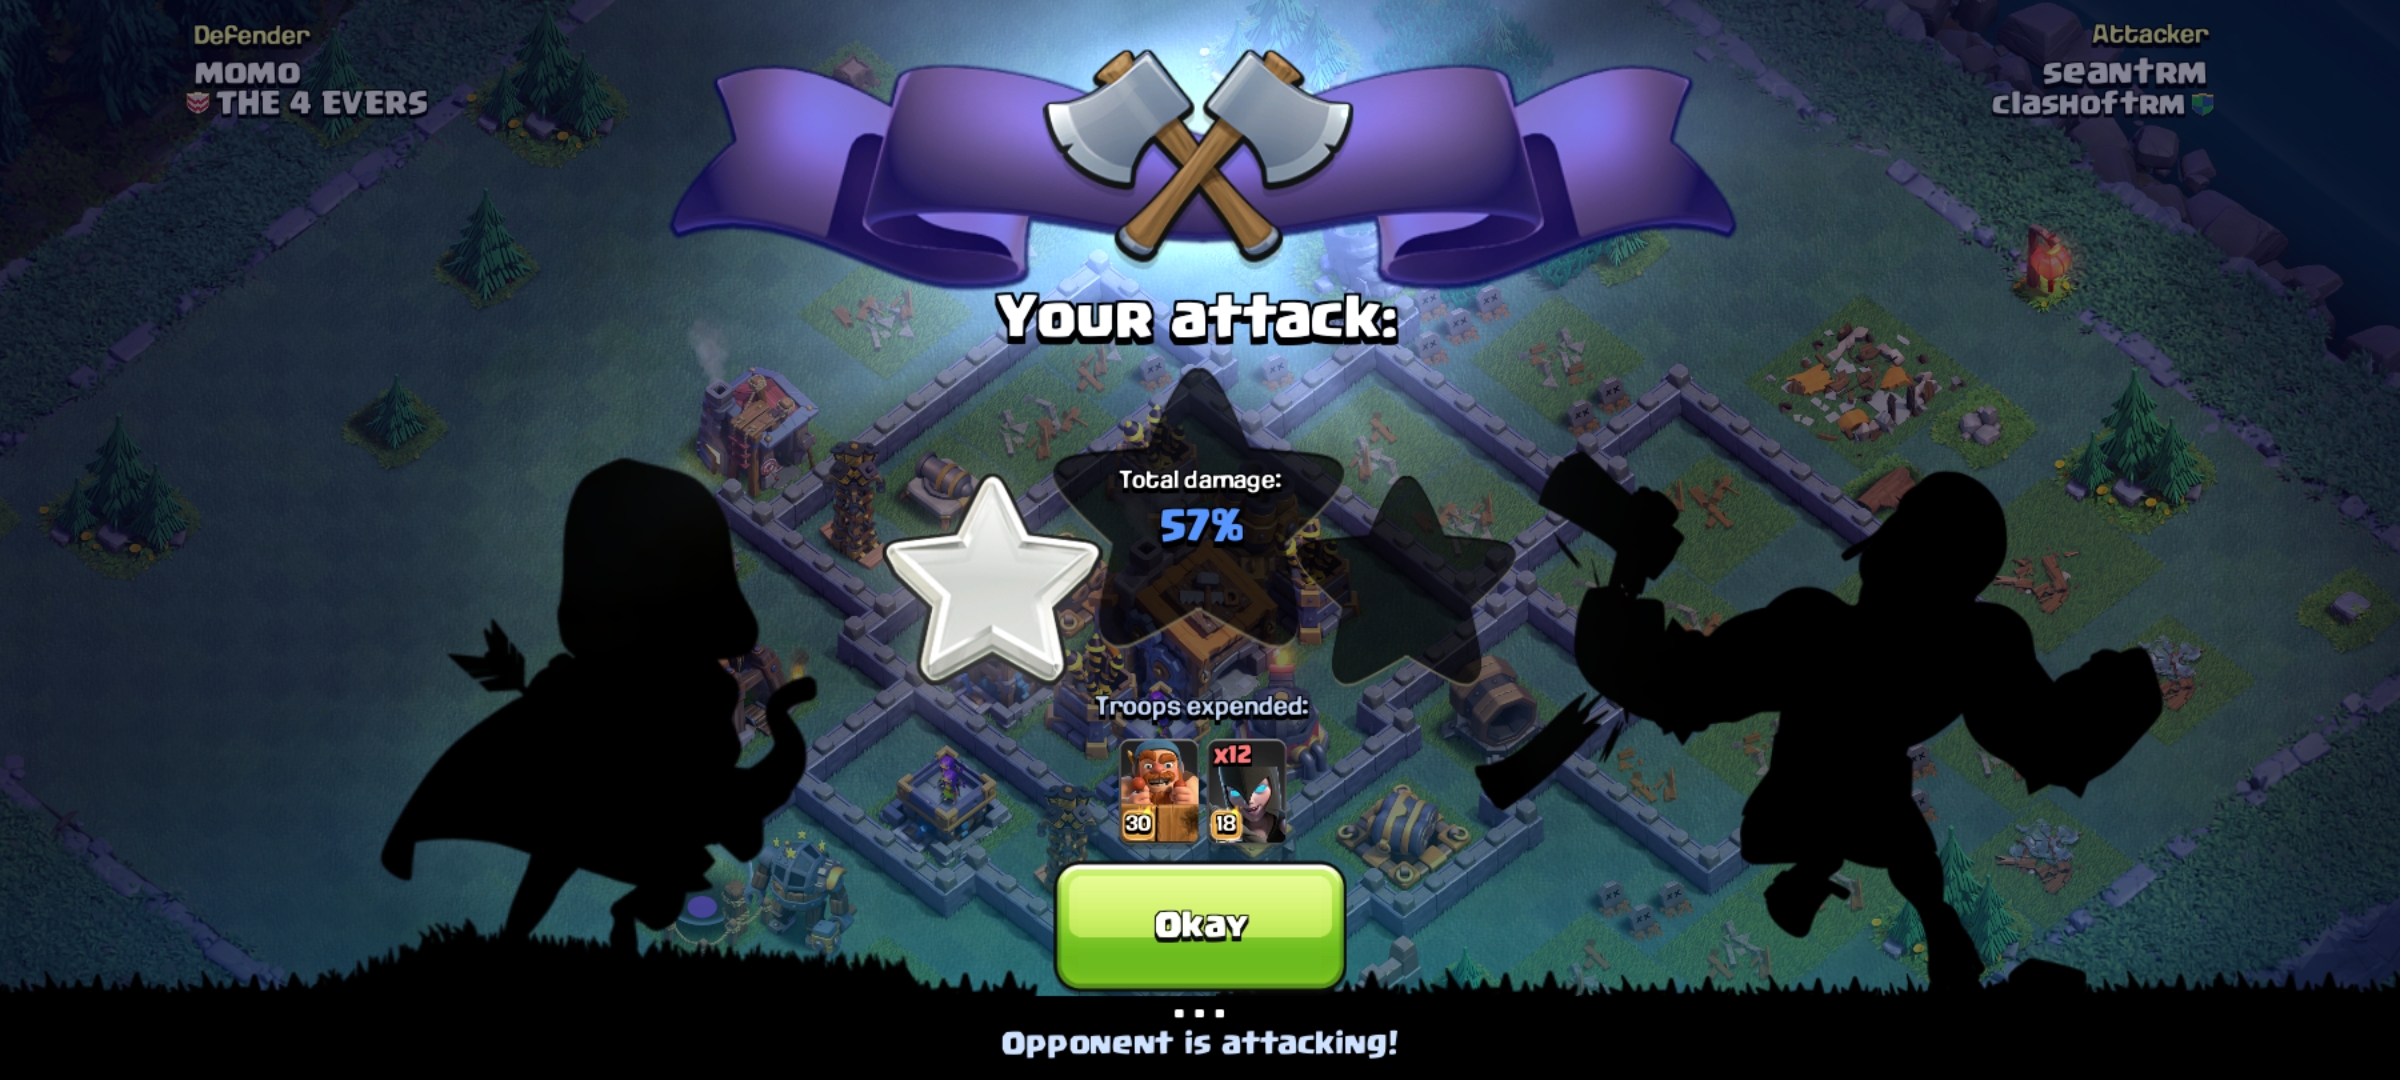 Defender
MOMO
THE 4 EVERS
Attacker
seantrm
clashoftrm
Your attack:
Total damage:
57%
Troops expended:
x12
30
18
Okay
...
Opponent is attacking!